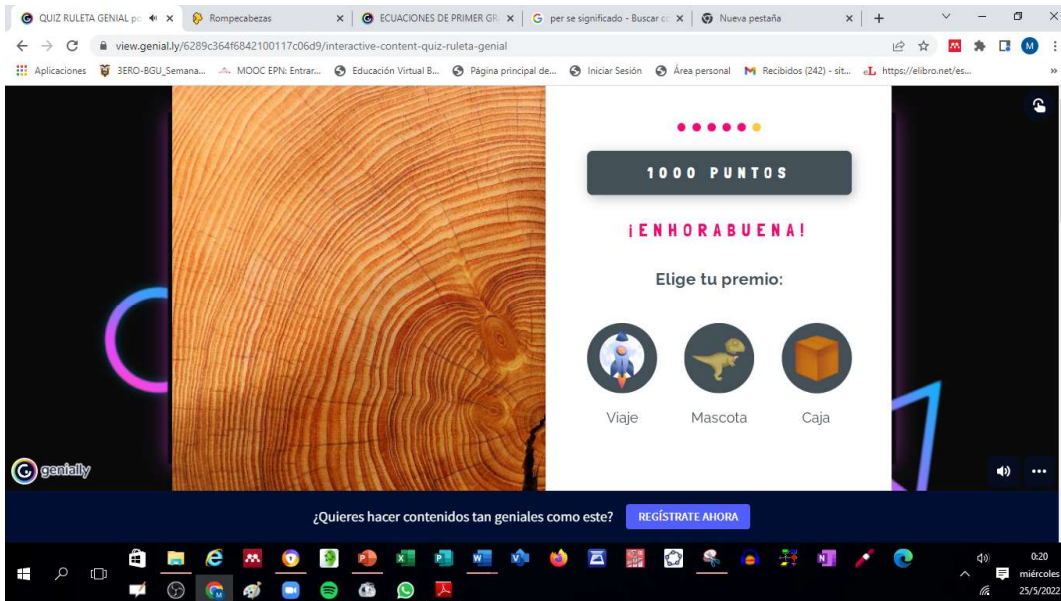 QUIZ RULETA GENIAL po
Rompecabezas
ECUACIONES DE PRIMER GR
per se significado - Buscar co
Nueva pestaña
view.genial.ly/6289c364f6842100117c06d9/interactive-content-quiz-ruleta-genial
M
Aplicaciones
3ERO-BGU_Semana...
MOOC EPN: Entrar...
Educación Virtual B...
Página principal de...
Iniciar Sesión
Área personal
Recibidos (242) - sit...
eL https://elibro.net/es...
»
1000 PUNTOS
¡ENHORABUENA!
Elige tu premio:
Viaje Mascota Caja
genially
¿Quieres hacer contenidos tan geniales como este? REGÍSTRATE AHORA
0:20
miércoles
25/5/2022